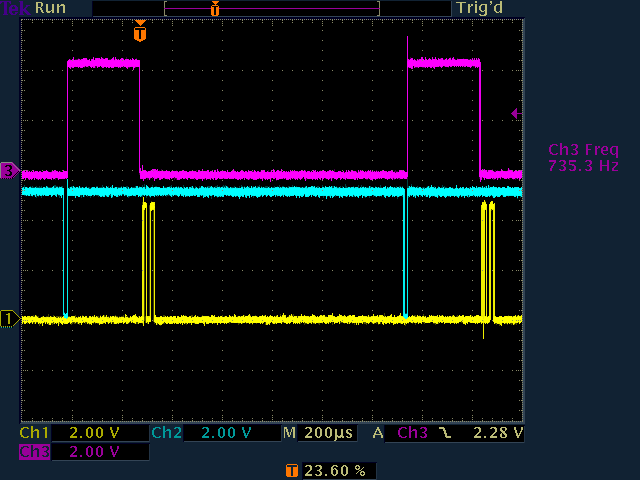 Tek Run Trig'd
T
T
Ch3 Freq
735.3 Hz
3
1
Ch1 2.00 V Ch2 2.00 V M 200µs A Ch3 2.28 V
Ch3 2.00 V
T 23.60 %